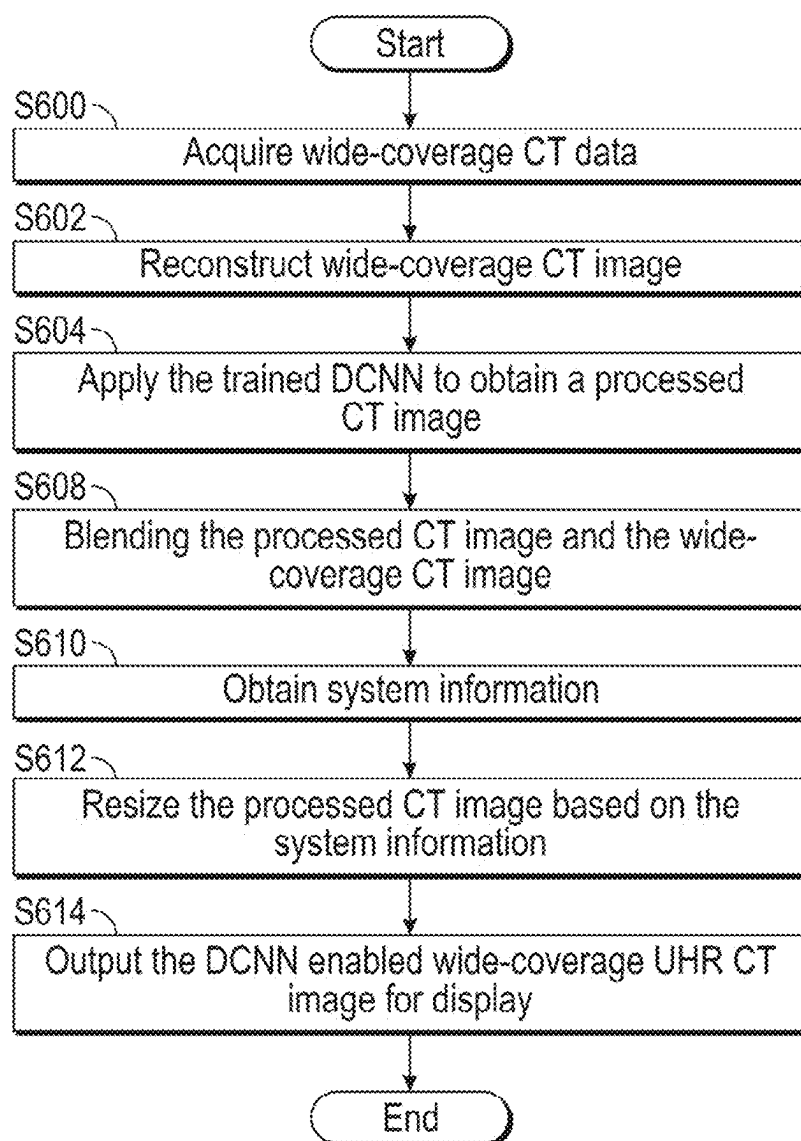 Start
S600
Acquire wide-coverage CT data
S602
Reconstruct wide-coverage CT image
S604
Apply the trained DCNN to obtain a processed
CT image
S608
Blending the processed CT image and the wide-
coverage CT image
S610
Obtain system information
S612
Resize the processed CT image based on the
system information
S614
Output the DCNN enabled wide-coverage UHR CT
image for display
End